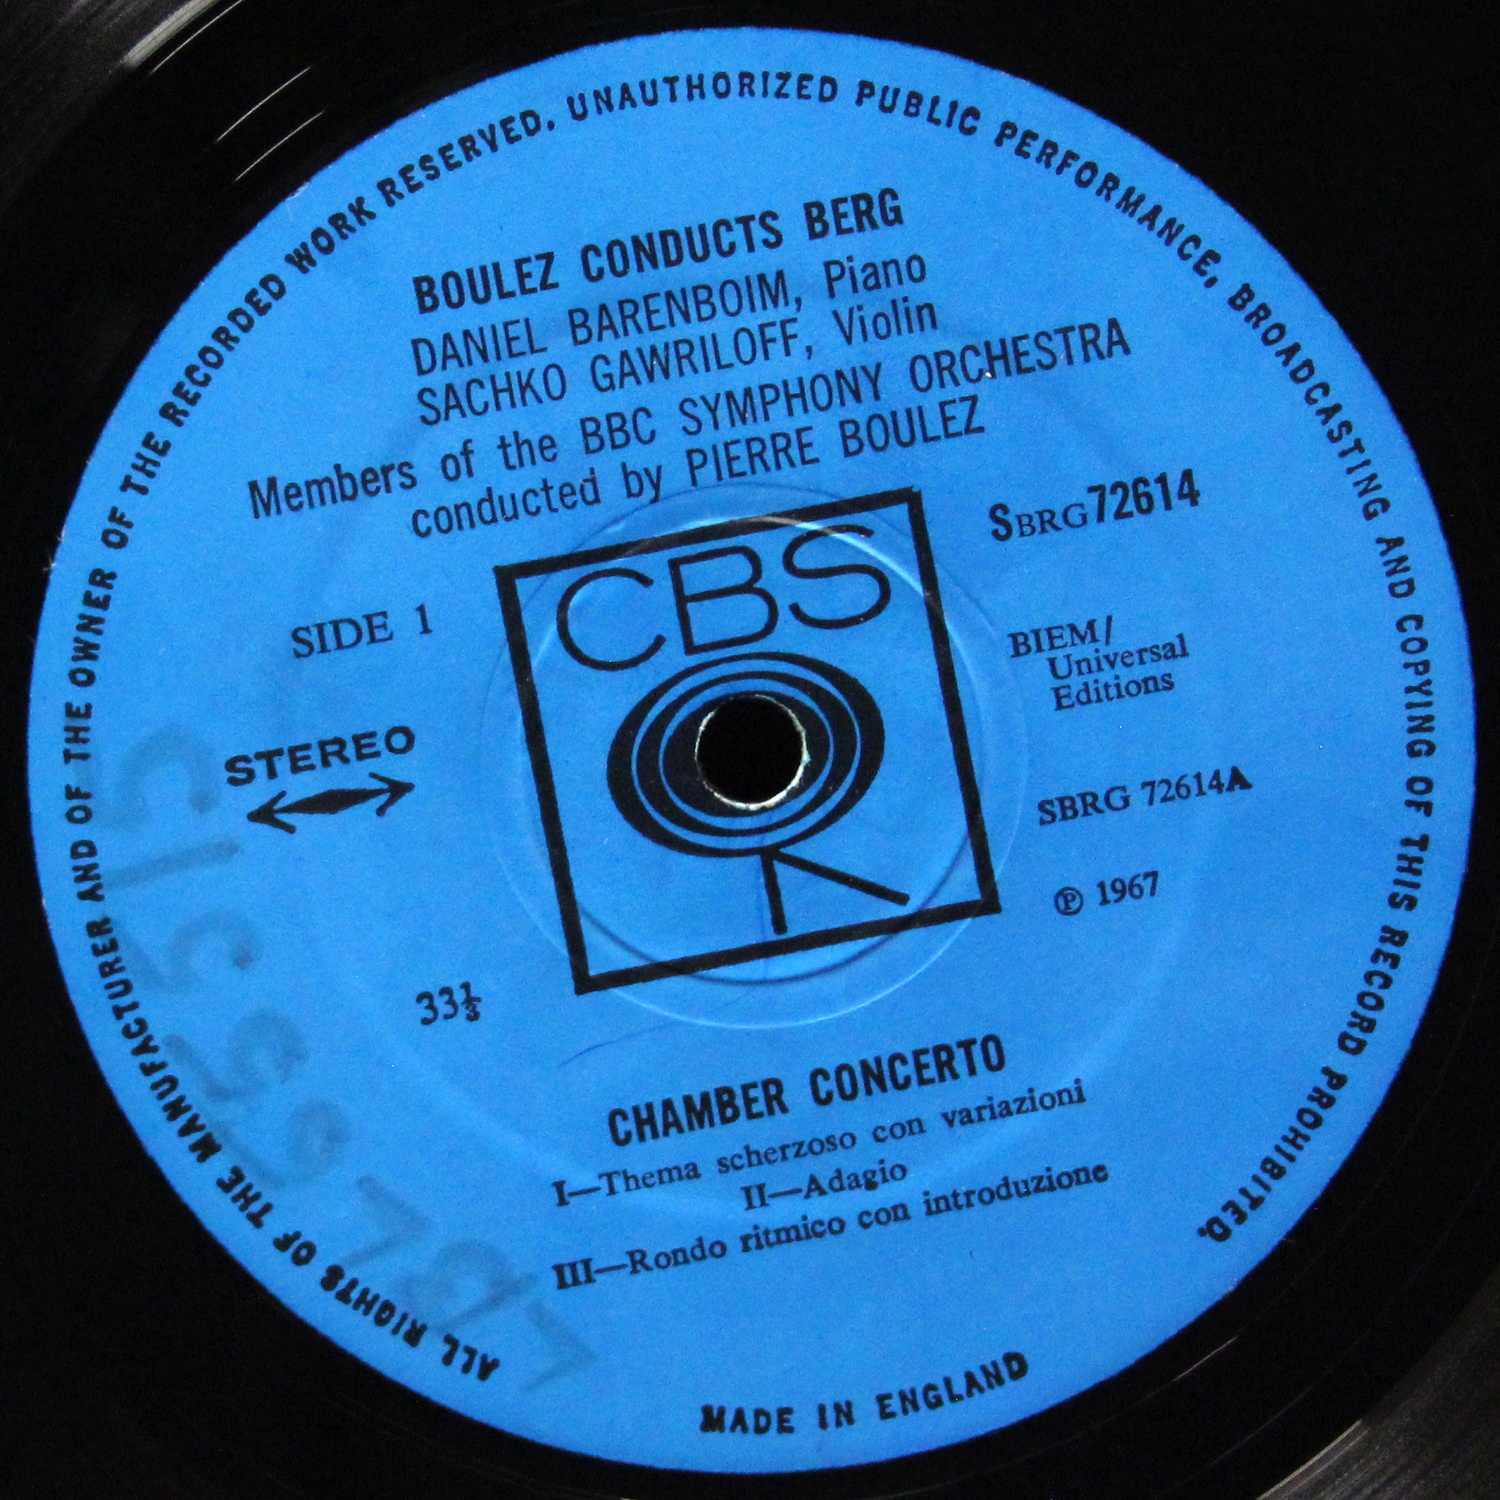 ALL RIGHTS OF THE MANUFACTURER AND OF THE OWNER OF THE RECORDED WORK RESERVED. UNAUTHORIZED PUBLIC PERFORMANCE, BROADCASTING AND COPYING OF THIS RECORD PROHIBITED.
BOULEZ CONDUCTS BERG
DANIEL BARENBOIM, Piano
SACHKO GAWRILOFF, Violin
Members of the BBC SYMPHONY ORCHESTRA
conducted by PIERRE BOULEZ
SBRG72614
CBS
SIDE 1
BIEM/
Universal
Editions
STEREO
SBRG 72614A
℗ 1967
33⅓
CHAMBER CONCERTO
I—Thema scherzoso con variazioni
II—Adagio
III—Rondo ritmico con introduzione
MADE IN ENGLAND